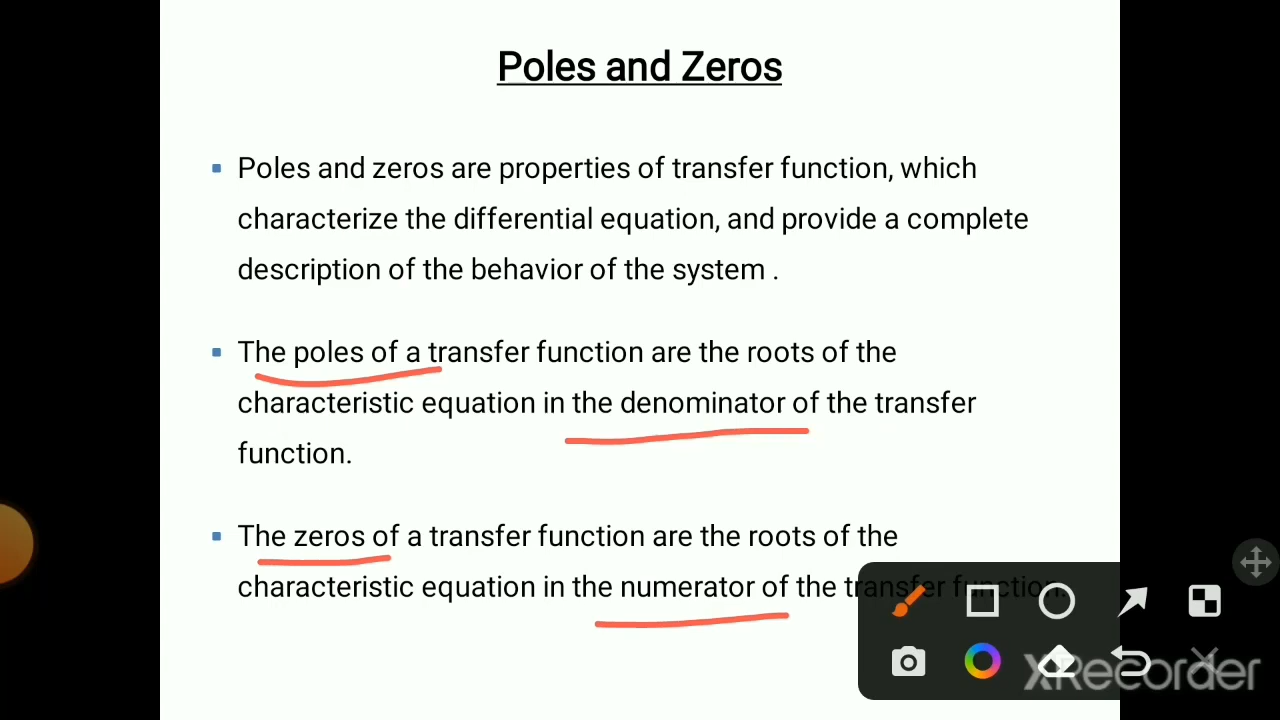 Poles and Zeros
▪ Poles and zeros are properties of transfer function, which
characterize the differential equation, and provide a complete
description of the behavior of the system .
▪ The poles of a transfer function are the roots of the
characteristic equation in the denominator of the transfer
function.
▪ The zeros of a transfer function are the roots of the
characteristic equation in the numerator of the transfer function.
XRecorder